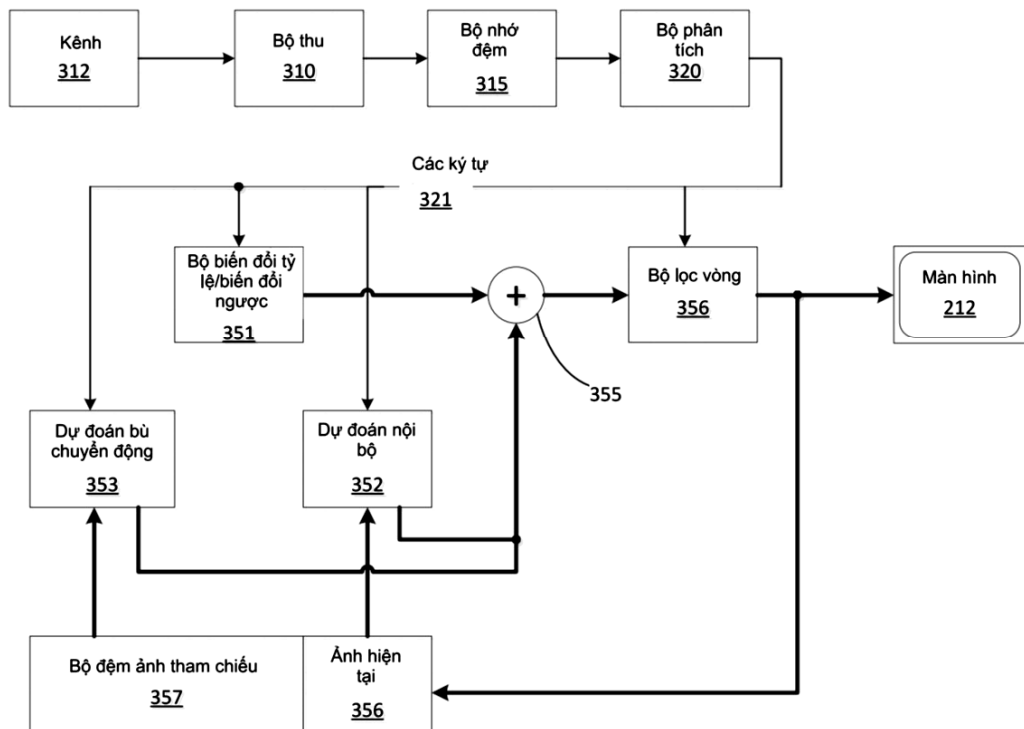 Kênh
312
Bộ thu
310
Bộ nhớ
đệm
315
Bộ phân
tích
320
Các ký tự
321
Bộ biến đổi tỷ
lệ/biến đổi
ngược
351
+
355
Bộ lọc vòng
356
Màn hình
212
Dự đoán bù
chuyển động
353
Dự đoán nội
bộ
352
Bộ đệm ảnh tham chiếu
357
Ảnh hiện
tại
356